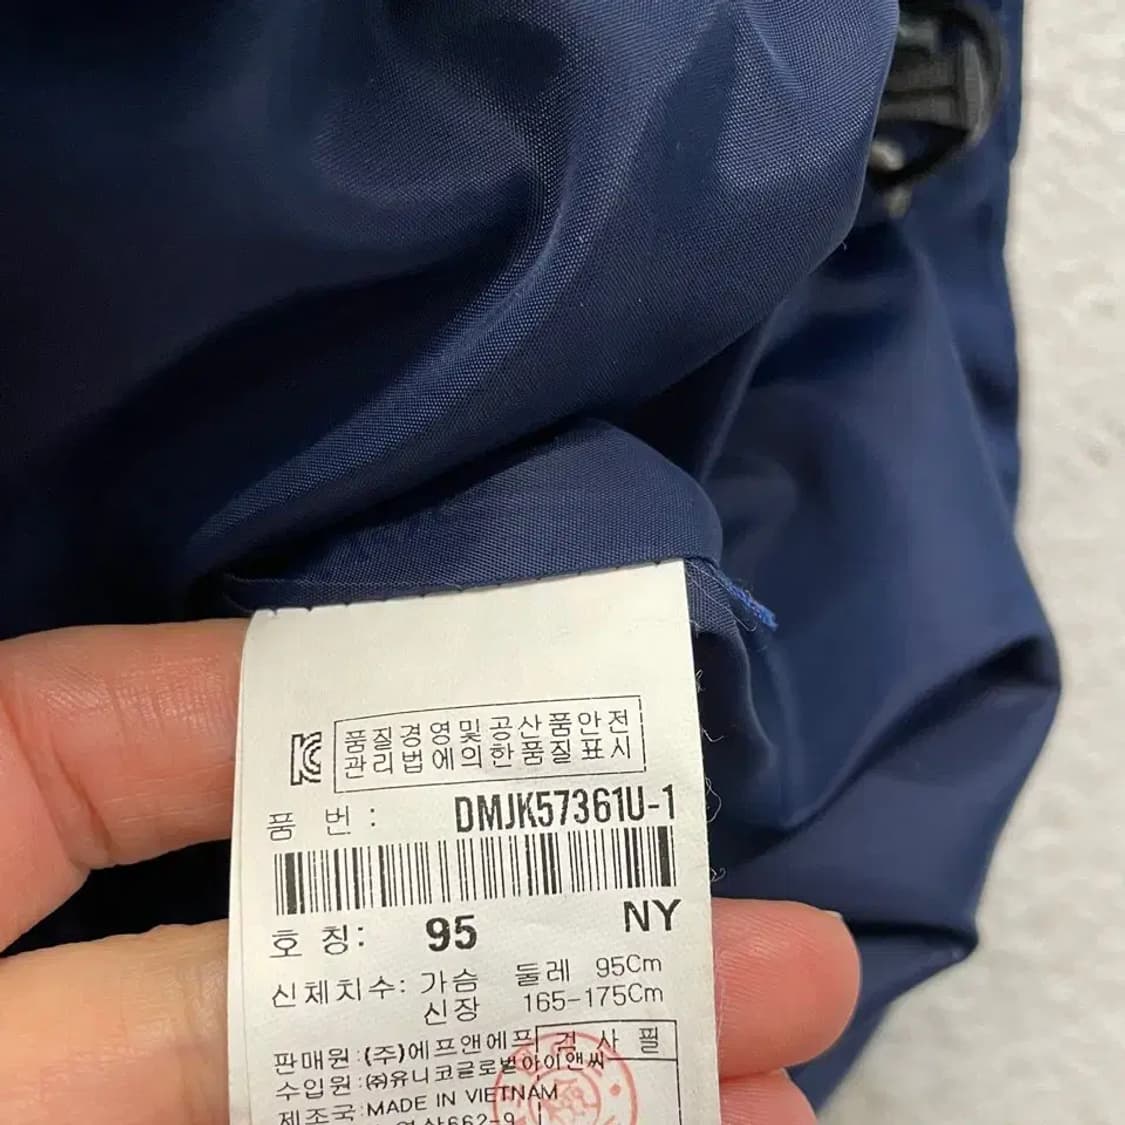 품질경영및공산품안전
관리법에의한품질표시
품 번 : DMJK57361U-1
NY
호 칭: 95
신체치수: 가슴 둘레 95Cm
신장 165-175Cm
판매원:(주)에프앤에프 검 사 필
수입원:㈜유니코글로벌아이앤씨
제조국:MADE IN VIETNAM
662-9